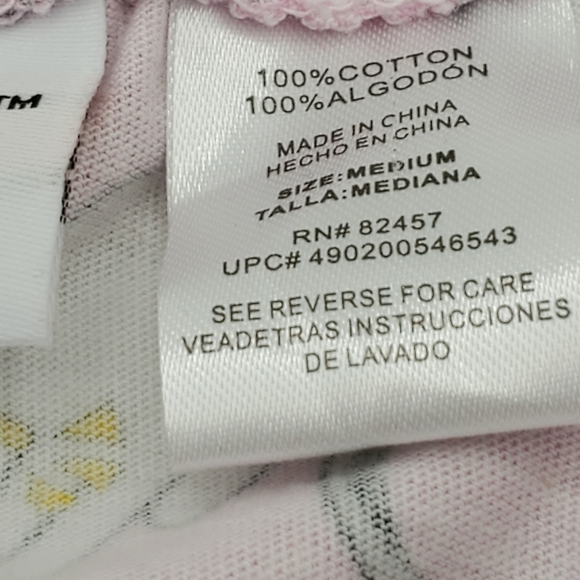 TM
100%COTTON
100%ALGODÓN
MADE IN CHINA
HECHO EN CHINA
SIZE:MEDIUM
TALLA:MEDIANA
RN# 82457
UPC# 490200546543
SEE REVERSE FOR CARE
VEADETRAS INSTRUCCIONES
DE LAVADO